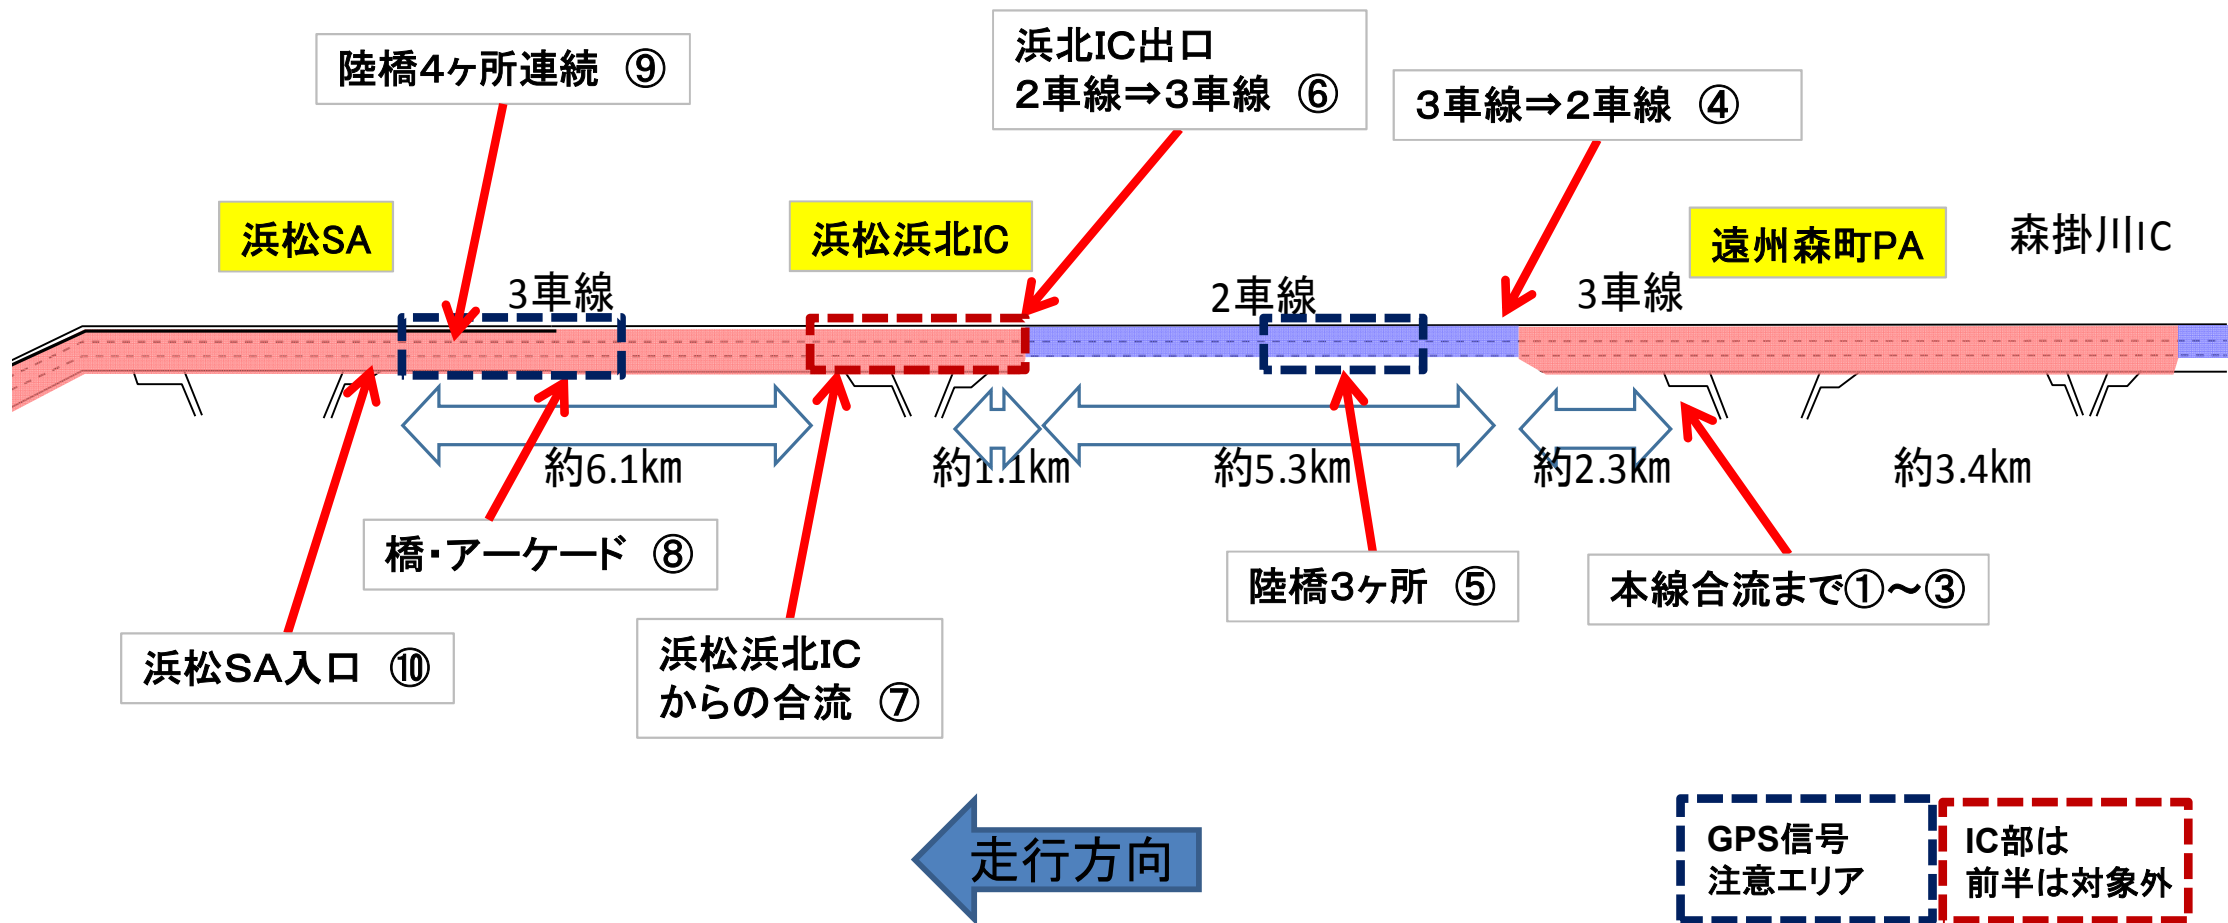 陸橋４ヶ所連続 ⑨
浜北IC出口
２車線⇒３車線 ⑥
３車線⇒２車線 ④
浜松SA
浜松浜北IC
遠州森町PA
森掛川IC
3車線
2車線
3車線
約6.1km
約1.1km
約5.3km
約2.3km
約3.4km
橋・アーケード ⑧
陸橋３ヶ所 ⑤
本線合流まで①～③
浜松ＳＡ入口 ⑩
浜松浜北IC
からの合流 ⑦
走行方向
GPS信号
注意エリア
IC部は
前半は対象外